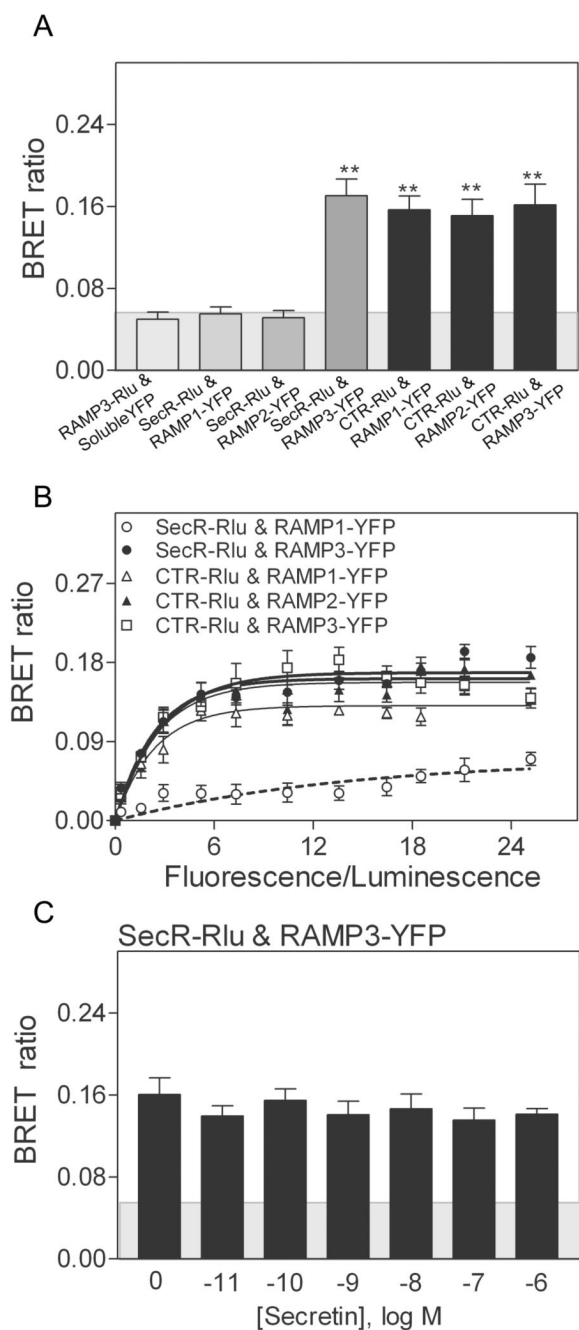 A
BRET ratio
0.24
0.16
0.08
0.00
** ** ** **
RAMP3-Rlu &
Soluble YFP
SecR-Rlu &
RAMP1-YFP
SecR-Rlu &
RAMP2-YFP
SecR-Rlu &
RAMP3-YFP
CTR-Rlu &
RAMP1-YFP
CTR-Rlu &
RAMP2-YFP
CTR-Rlu &
RAMP3-YFP
B
BRET ratio
0.27
0.18
0.09
0.00
SecR-Rlu & RAMP1-YFP
SecR-Rlu & RAMP3-YFP
CTR-Rlu & RAMP1-YFP
CTR-Rlu & RAMP2-YFP
CTR-Rlu & RAMP3-YFP
0 6 12 18 24
Fluorescence/Luminescence
C
SecR-Rlu & RAMP3-YFP
BRET ratio
0.24
0.16
0.08
0.00
0 -11 -10 -9 -8 -7 -6
[Secretin], log M